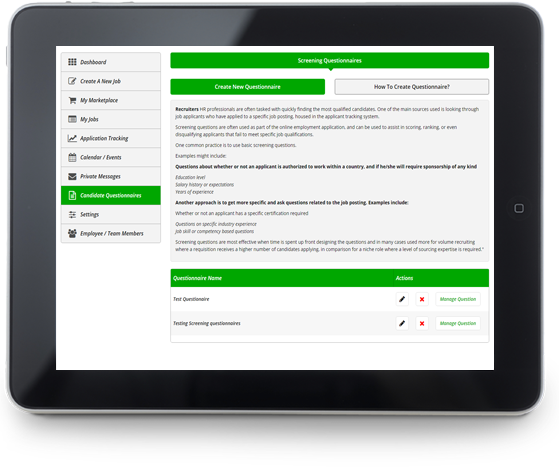 Dashboard
Create A New Job
My Marketplace
My Jobs
Application Tracking
Calendar / Events
Private Messages
Candidate Questionnaires
Settings
Employee / Team Members
Screening Questionnaires
Create New Questionnaire
How To Create Questionnaire?
Recruiters HR professionals are often tasked with quickly finding the most qualified candidates. One of the main sources used is looking through
job applicants who have applied to a specific job posting, housed in the applicant tracking system.
Screening questions are often used as part of the online employment application, and can be used to assist in scoring, ranking, or even
disqualifying applicants that fail to meet specific job qualifications.
One common practice is to use basic screening questions.
Examples might include:
Questions about whether or not an applicant is authorized to work within a country, and if he/she will require sponsership of any kind
Education level
Salary history or expectations
Years of experience
Another approach is to get more specific and ask questions related to the job posting. Examples include:
Whether or not an applicant has a specific certification required
Questions on specific industry experience
Job skill or competency based questions
Screening questions are most effective when time is spent up front designing the questions and in many cases used more for volume recruiting
where a requisition receives a higher number of candidates applying, in comparison for a niche role where a level of sourcing expertise is required."
Questionnaire Name Actions
Test Questionaire Manage Question
Testing Screening questionnaires Manage Question